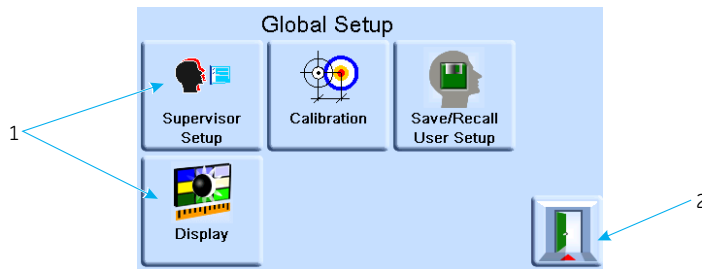 Global Setup
Supervisor
Setup
Calibration
Save/Recall
User Setup
1
Display
2